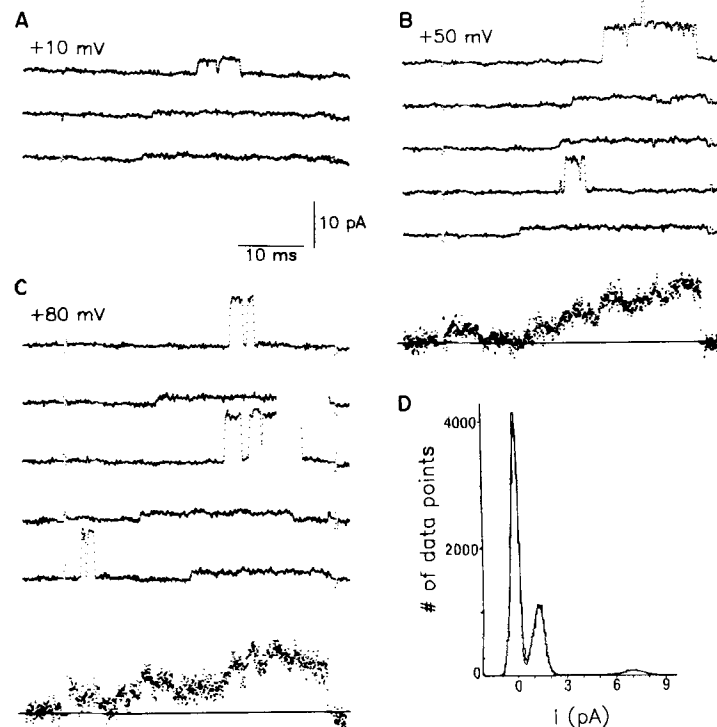 A
+10 mV
10 pA
10 ms
B
+50 mV
C
+80 mV
D
4000
2000
0
# of data points
0 3 6 9
i (pA)